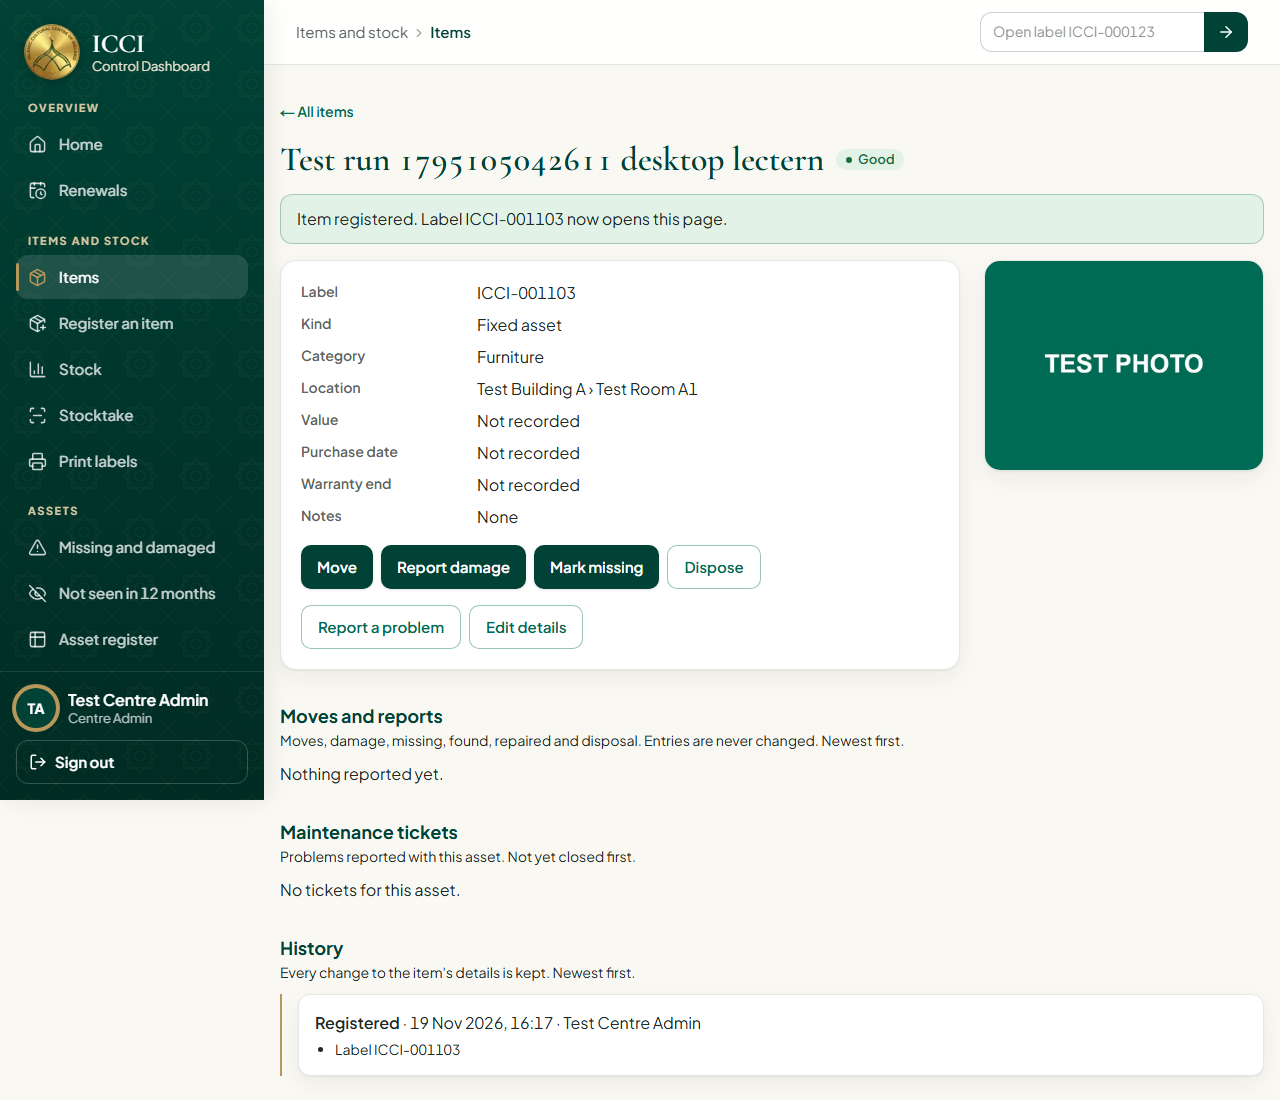 ICCI
Control Dashboard
OVERVIEW
Home
Renewals
ITEMS AND STOCK
Items
Register an item
Stock
Stocktake
Print labels
ASSETS
Missing and damaged
Not seen in 12 months
Asset register
TA
Test Centre Admin
Centre Admin
Sign out
Items and stock › Items
Open label ICCI-000123
← All items
Test run 1795105042611 desktop lectern
Good
Item registered. Label ICCI-001103 now opens this page.
Label ICCI-001103
Kind Fixed asset
Category Furniture
Location Test Building A › Test Room A1
Value Not recorded
Purchase date Not recorded
Warranty end Not recorded
Notes None
Move Report damage Mark missing Dispose
Report a problem Edit details
TEST PHOTO
Moves and reports
Moves, damage, missing, found, repaired and disposal. Entries are never changed. Newest first.
Nothing reported yet.
Maintenance tickets
Problems reported with this asset. Not yet closed first.
No tickets for this asset.
History
Every change to the item's details is kept. Newest first.
Registered · 19 Nov 2026, 16:17 · Test Centre Admin
• Label ICCI-001103